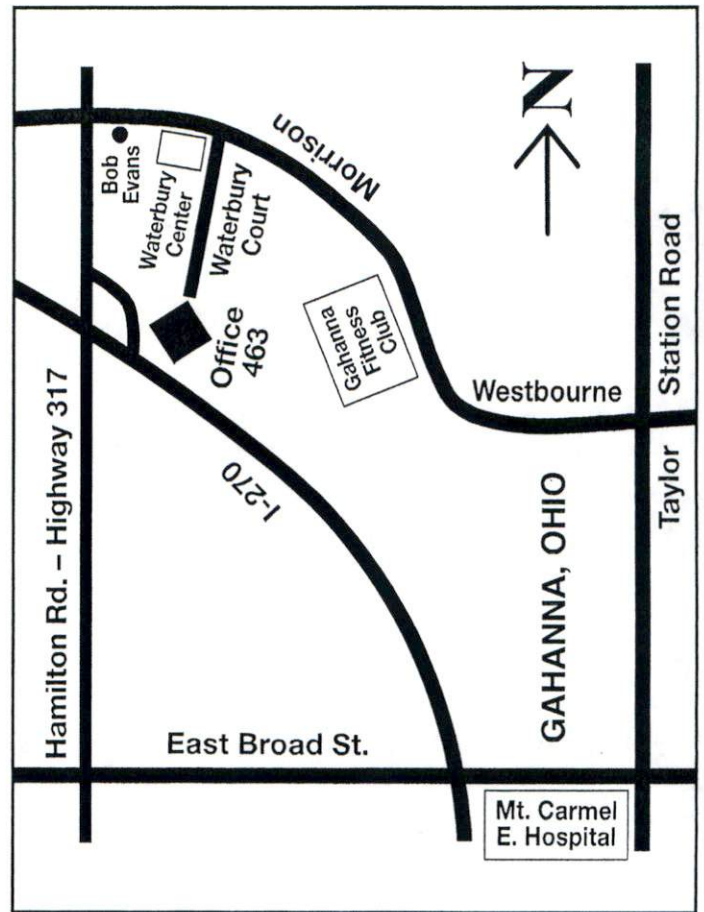 N
Morrison
Bob
Evans
Waterbury
Center
Waterbury
Court
Office
463
Gahanna
Fitness
Club
Westbourne
Station Road
Taylor
Hamilton Rd. – Highway 317
I-270
GAHANNA, OHIO
East Broad St.
Mt. Carmel
E. Hospital